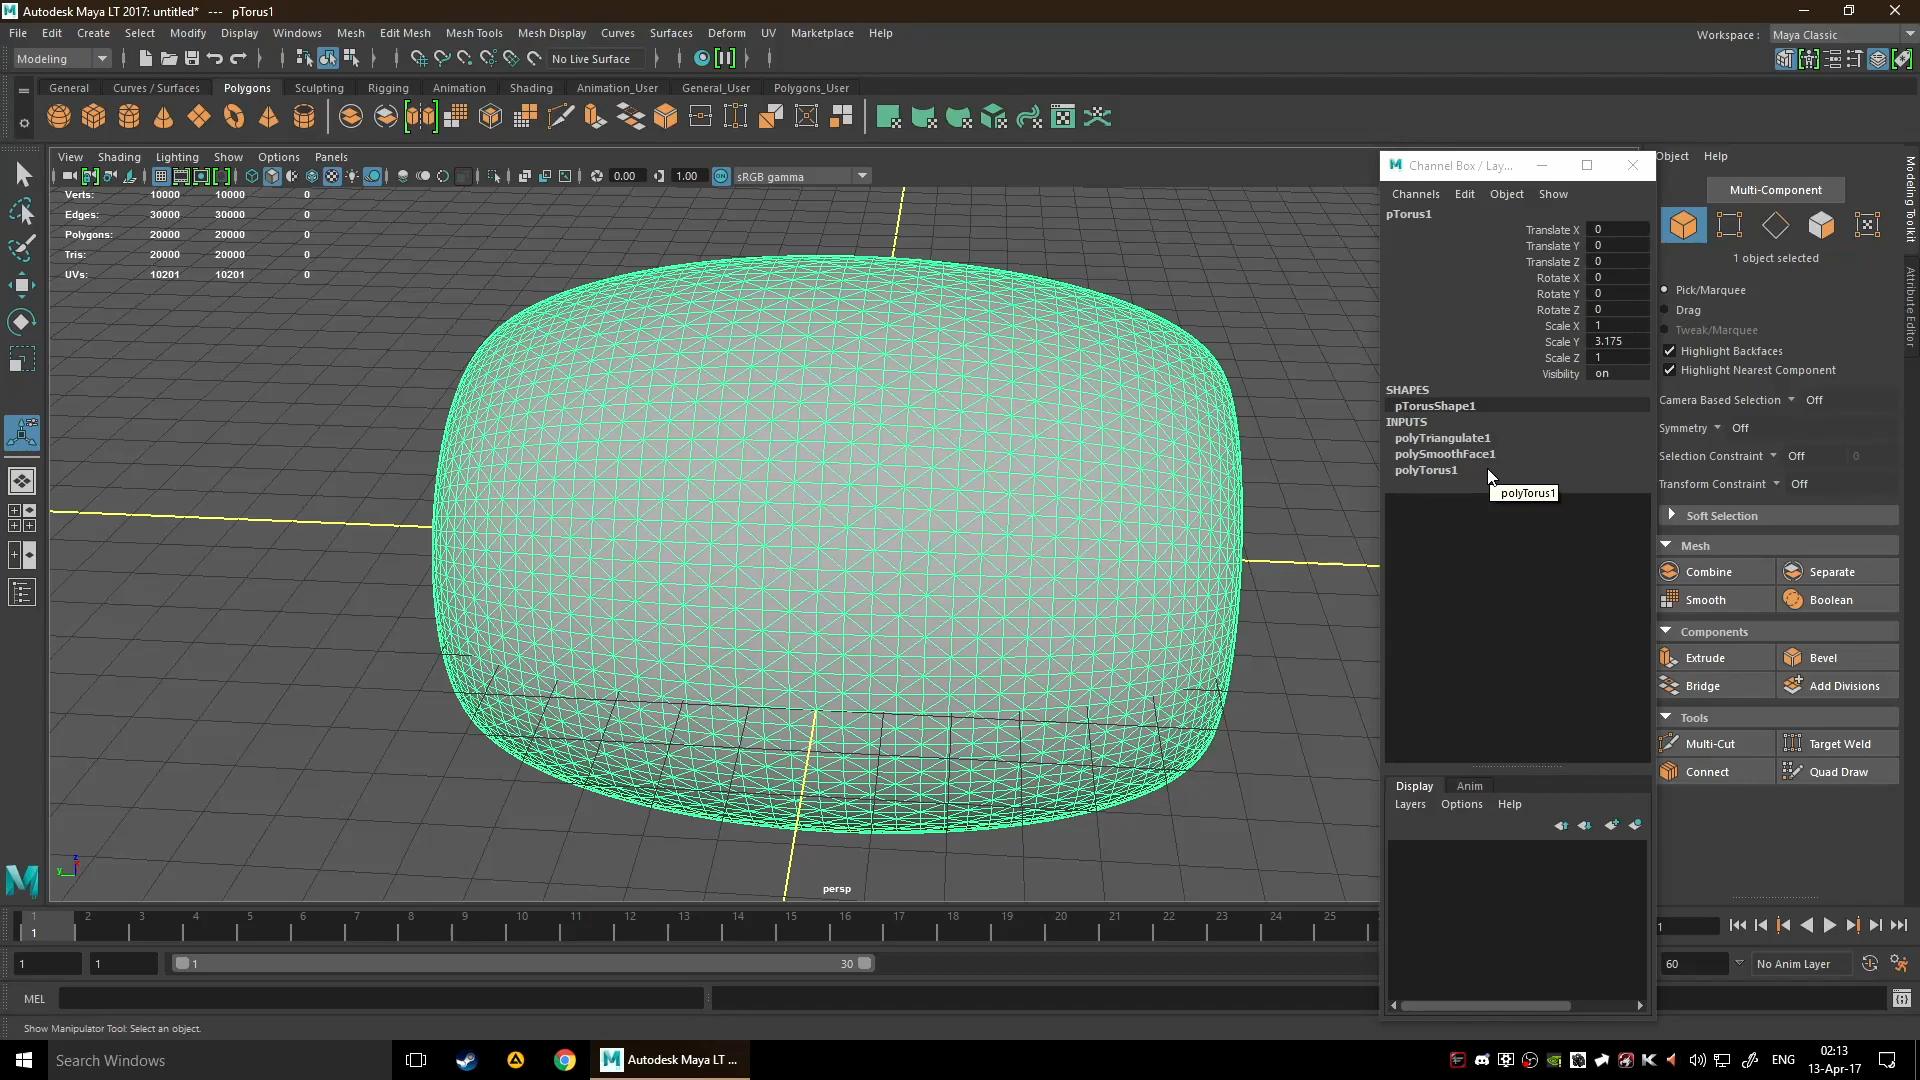 Autodesk Maya LT 2017: untitled* --- pTorus1
File Edit Create Select Modify Display Windows Mesh Edit Mesh Mesh Tools Mesh Display Curves Surfaces Deform UV Marketplace Help
Workspace : Maya Classic
Modeling
No Live Surface
General Curves / Surfaces Polygons Sculpting Rigging Animation Shading Animation_User General_User Polygons_User
View Shading Lighting Show Options Panels
0.00 1.00 ON sRGB gamma
Verts: 10000 10000 0
Edges: 30000 30000 0
Polygons: 20000 20000 0
Tris: 20000 20000 0
UVs: 10201 10201 0
persp
Channel Box / Lay...
Channels Edit Object Show
pTorus1
Translate X 0
Translate Y 0
Translate Z 0
Rotate X 0
Rotate Y 0
Rotate Z 0
Scale X 1
Scale Y 3.175
Scale Z 1
Visibility on
SHAPES
pTorusShape1
INPUTS
polyTriangulate1
polySmoothFace1
polyTorus1
polyTorus1
Display Anim
Layers Options Help
Object Help
Multi-Component
1 object selected
Pick/Marquee
Drag
Tweak/Marquee
Highlight Backfaces
Highlight Nearest Component
Camera Based Selection Off
Symmetry Off
Selection Constraint Off 0
Transform Constraint Off
Soft Selection
Mesh
Combine Separate
Smooth Boolean
Components
Extrude Bevel
Bridge Add Divisions
Tools
Multi-Cut Target Weld
Connect Quad Draw
Modeling Toolkit
Attribute Editor
1 2 3 4 5 6 7 8 9 10 11 12 13 14 15 16 17 18 19 20 21 22 23 24 25
1
1
1 1 1 30 60 No Anim Layer
MEL
Show Manipulator Tool: Select an object.
Search Windows
Autodesk Maya LT ...
ENG
02:13
13-Apr-17